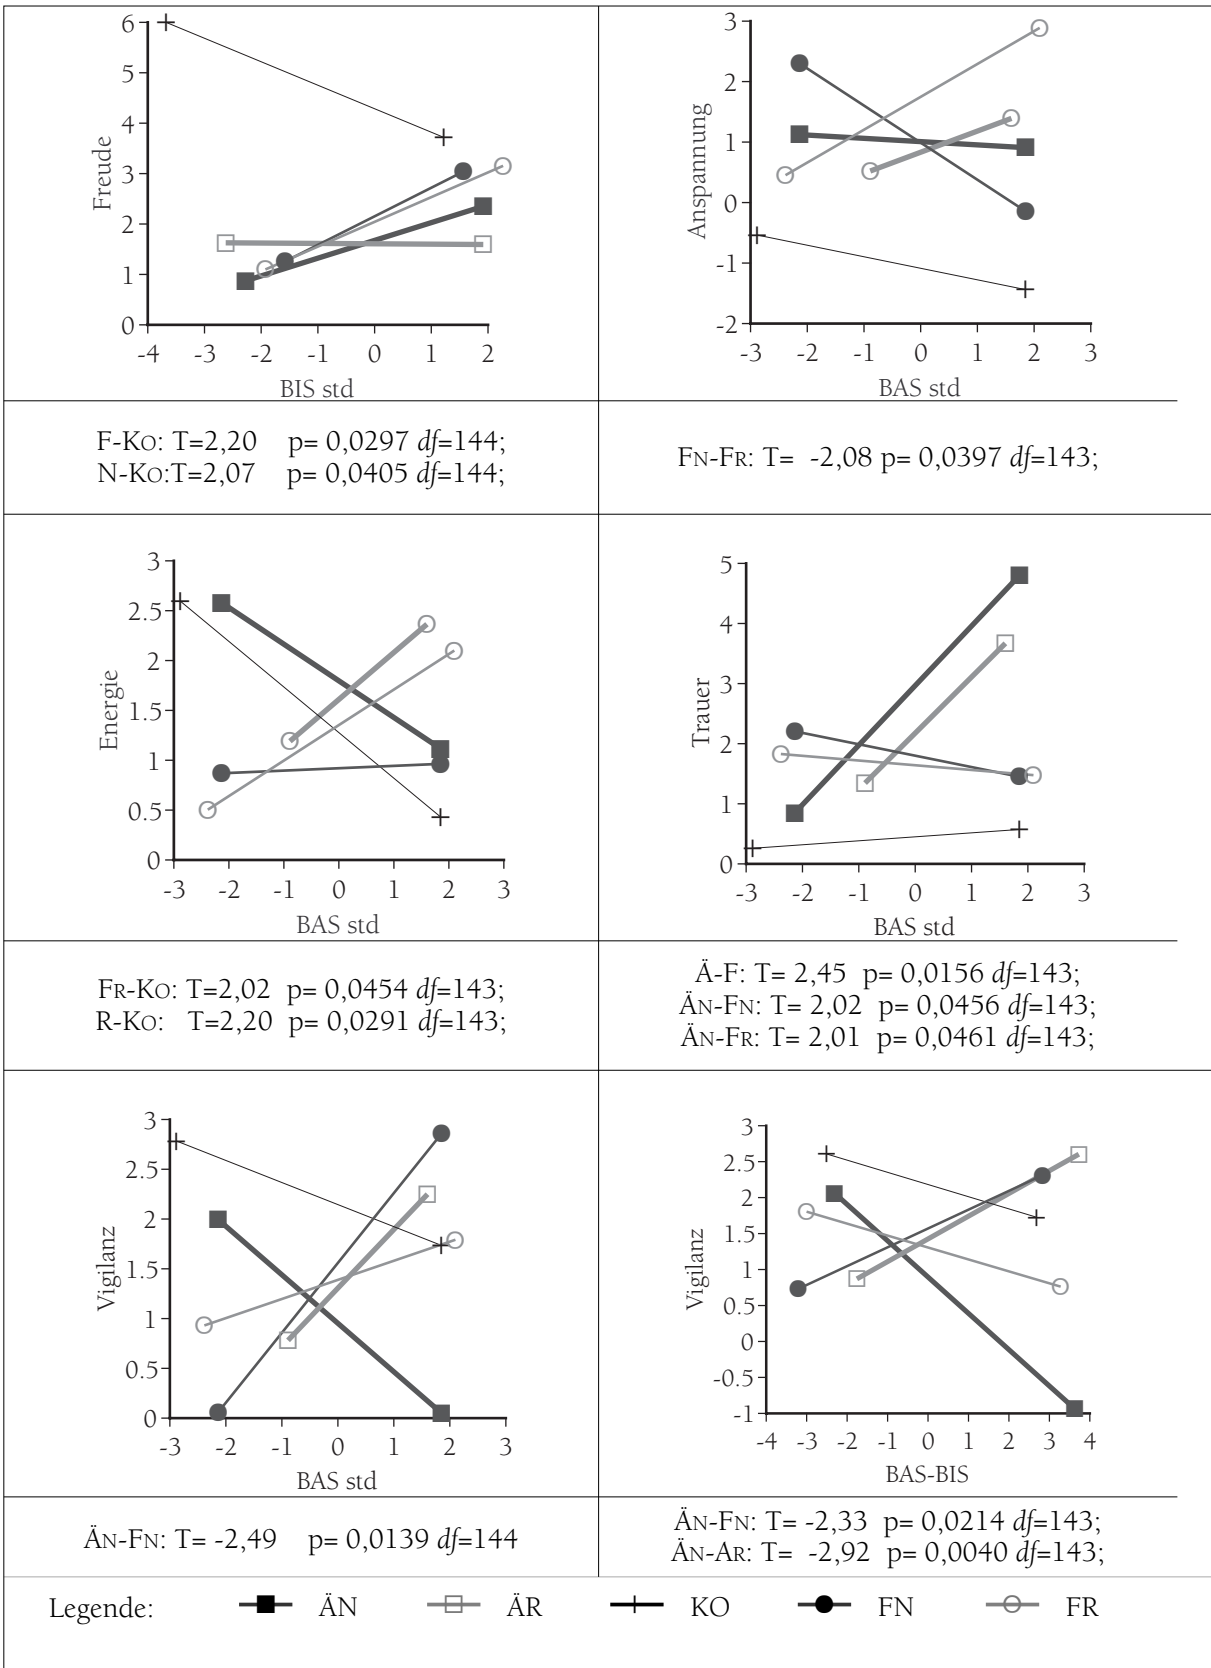 Freude
6
5
4
3
2
1
0
-4 -3 -2 -1 0 1 2
BIS std
Anspannung
3
2
1
0
-1
-2
-3 -2 -1 0 1 2 3
BAS std
F-KO: T=2,20 p= 0,0297 df=144;
N-KO:T=2,07 p= 0,0405 df=144;
FN-FR: T= -2,08 p= 0,0397 df=143;
Energie
3
2.5
2
1.5
1
0.5
0
-3 -2 -1 0 1 2 3
BAS std
Trauer
5
4
3
2
1
0
-3 -2 -1 0 1 2 3
BAS std
FR-KO: T=2,02 p= 0,0454 df=143;
R-KO: T=2,20 p= 0,0291 df=143;
Ä-F: T= 2,45 p= 0,0156 df=143;
ÄN-FN: T= 2,02 p= 0,0456 df=143;
ÄN-FR: T= 2,01 p= 0,0461 df=143;
Vigilanz
3
2.5
2
1.5
1
0.5
0
-3 -2 -1 0 1 2 3
BAS std
Vigilanz
3
2.5
2
1.5
1
0.5
0
-0.5
-1
-4 -3 -2 -1 0 1 2 3 4
BAS-BIS
ÄN-FN: T= -2,49 p= 0,0139 df=144
ÄN-FN: T= -2,33 p= 0,0214 df=143;
ÄN-AR: T= -2,92 p= 0,0040 df=143;
Legende: ÄN ÄR KO FN FR